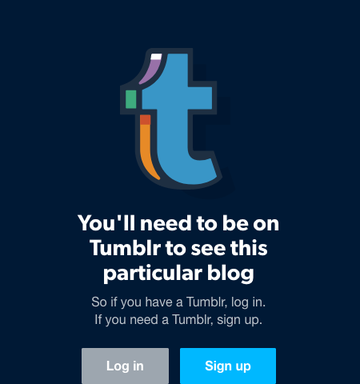 t
You'll need to be on
Tumblr to see this
particular blog
So if you have a Tumblr, log in.
If you need a Tumblr, sign up.
Log in
Sign up